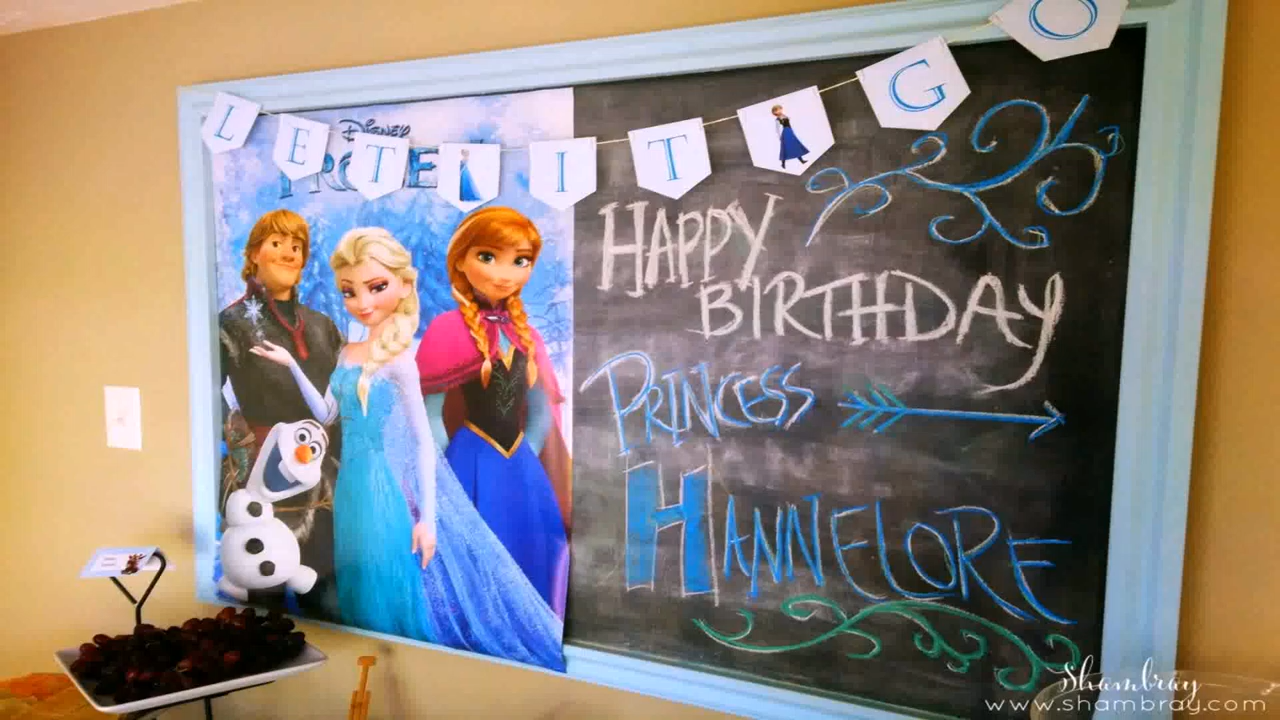 LET IT GO
DISNEY
FROZEN
HAPPY
BIRTHDAY
PRINCESS
HANNELORE
Shambray
www.shambray.com